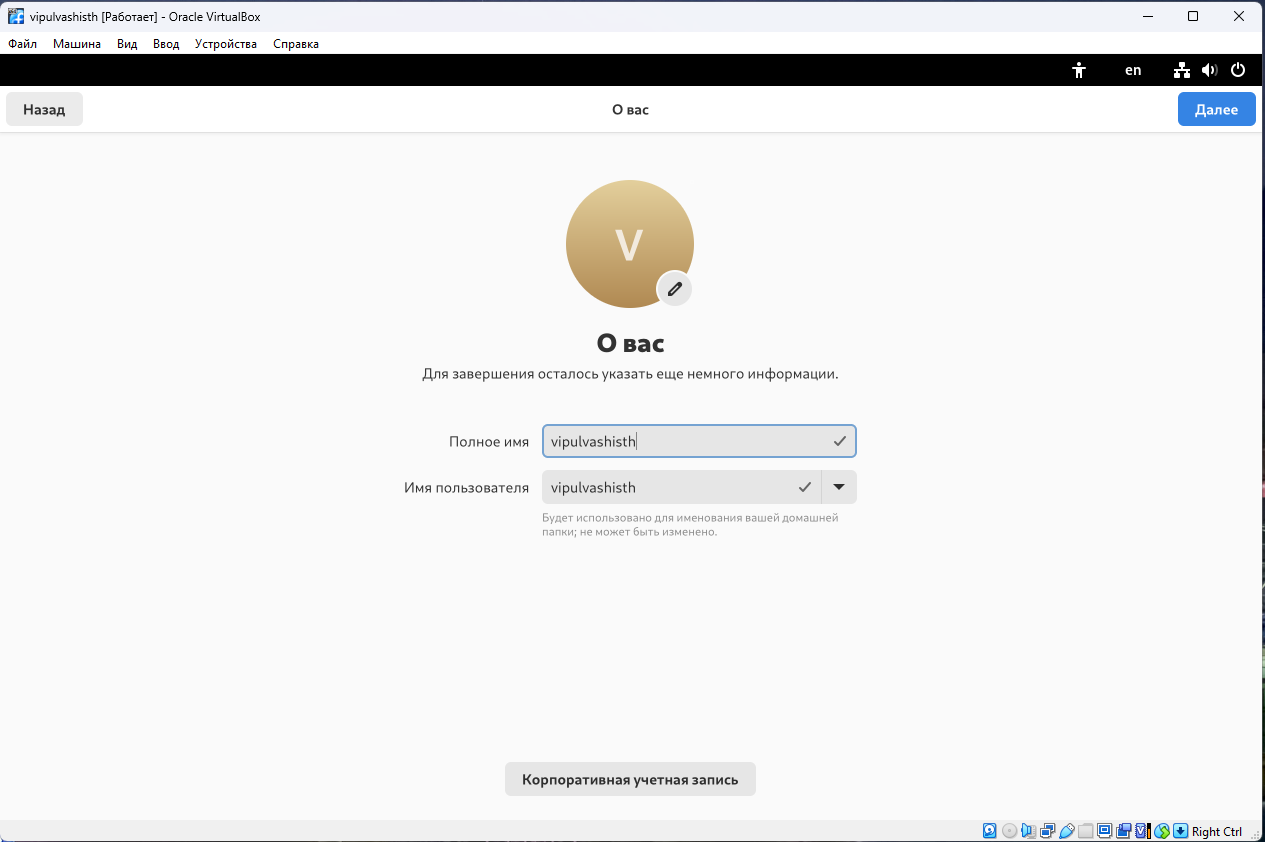 vipulvashisth [Работает] - Oracle VirtualBox
Файл Машина Вид Ввод Устройства Справка
en
Назад О вас Далее
V
О вас
Для завершения осталось указать еще немного информации.
Полное имя vipulvashisth
Имя пользователя vipulvashisth
Будет использовано для именования вашей домашней
папки; не может быть изменено.
Корпоративная учетная запись
Right Ctrl